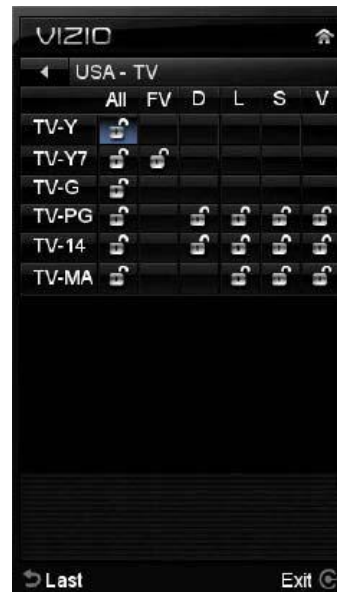 VIZIO
USA - TV
All FV D L S V
TV-Y
TV-Y7
TV-G
TV-PG
TV-14
TV-MA
Last Exit